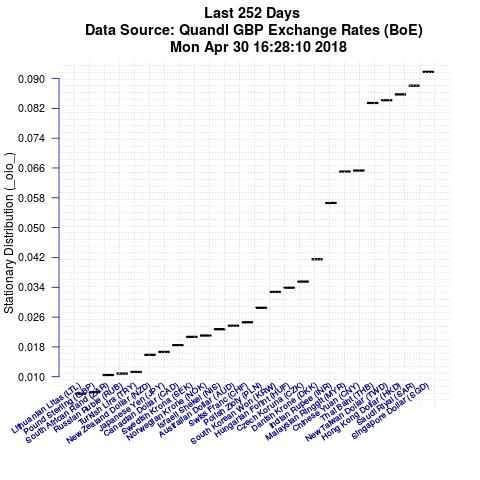 Last 252 Days
Data Source: Quandl GBP Exchange Rates (BoE)
Mon Apr 30 16:28:10 2018
Stationary Distribution (_oio_)
0.090
0.082
0.074
0.066
0.058
0.050
0.042
0.034
0.026
0.018
0.010
Lithuanian Litas (LTL)
Pound Sterling (GBP)
South African Rand (ZAR)
Russian Ruble (RUB)
Turkish Lira (TRY)
New Zealand Dollar (NZD)
Japanese Yen (JPY)
Canadian Dollar (CAD)
Swedish Krona (SEK)
Norwegian Krone (NOK)
Israeli Shekel (NIS)
Australian Dollar (AUD)
Swiss Franc (CHF)
Polish Zloty (PLN)
South Korean Won (KRW)
Hungarian Forint (HUF)
Czech Koruna (CZK)
Danish Krone (DKK)
Indian Rupee (INR)
Malaysian Ringgit (MYR)
Chinese Yuan (CNY)
Thai Baht (THB)
New Taiwan Dollar (TWD)
Hong Kong Dollar (HKD)
Saudi Riyal (SAR)
Singapore Dollar (SGD)